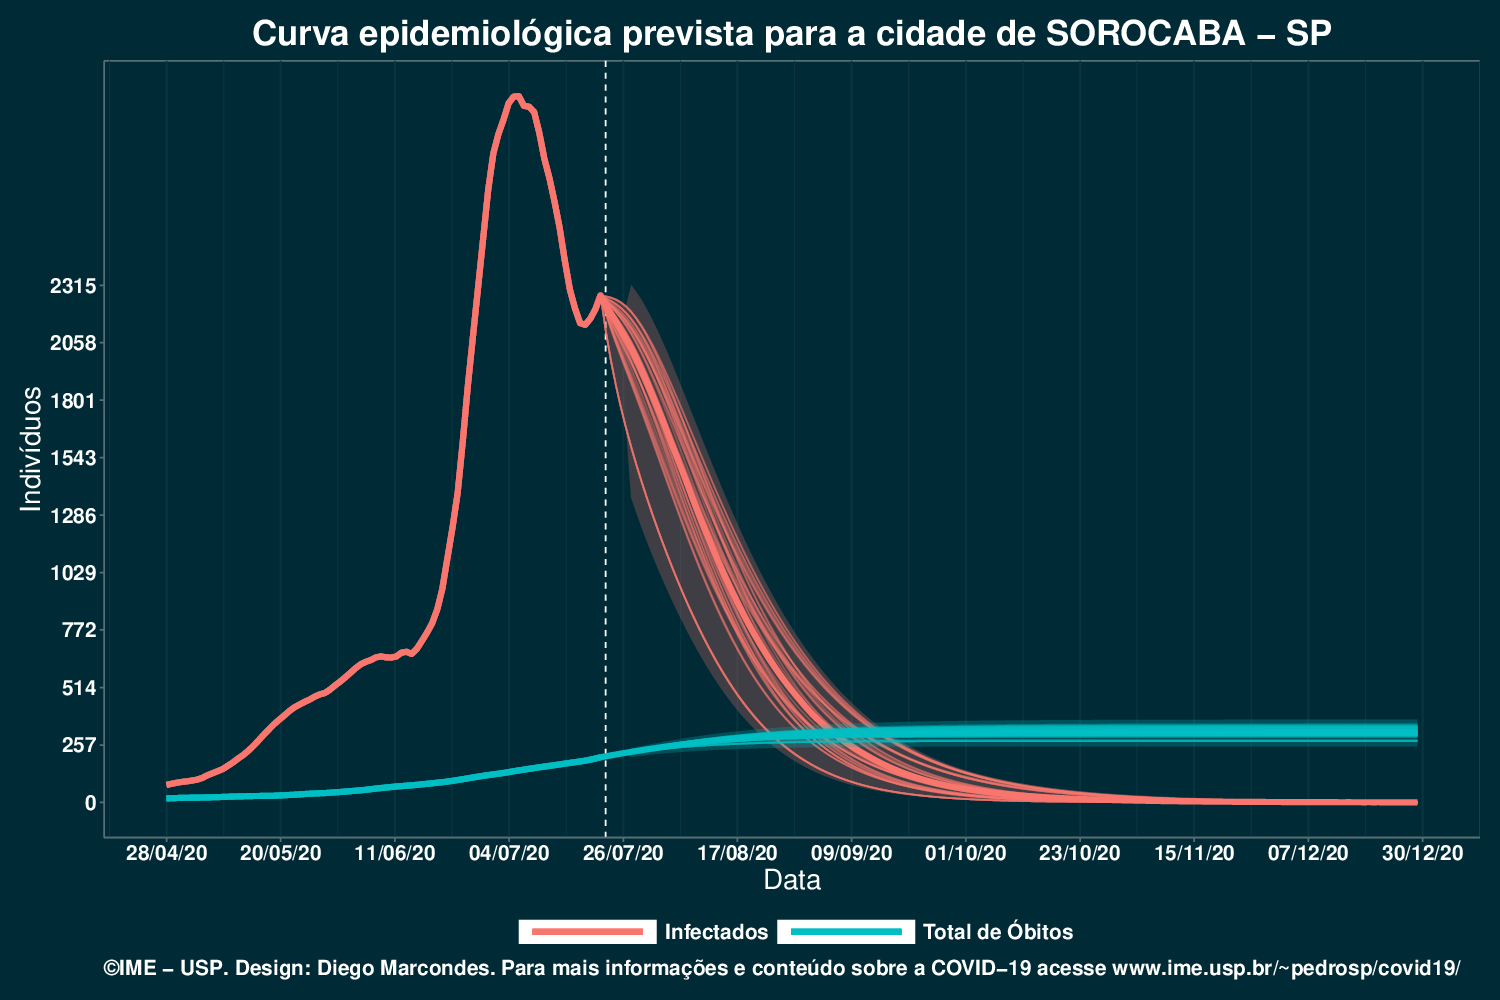 Curva epidemiológica prevista para a cidade de SOROCABA – SP
Indivíduos
2315
2058
1801
1543
1286
1029
772
514
257
0
28/04/20 20/05/20 11/06/20 04/07/20 26/07/20 17/08/20 09/09/20 01/10/20 23/10/20 15/11/20 07/12/20 30/12/20
Data
Infectados Total de Óbitos
©IME – USP. Design: Diego Marcondes. Para mais informações e conteúdo sobre a COVID–19 acesse www.ime.usp.br/~pedrosp/covid19/